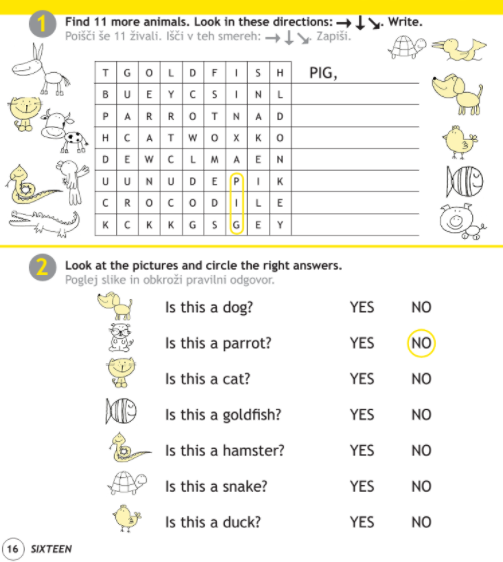 1 Find 11 more animals. Look in these directions: → ↓ ↘. Write.
Poišči še 11 živali. Išči v teh smereh: → ↓ ↘. Zapiši.
T G O L D F I S H
B U E Y C S I N L
P A R R O T N A D
H C A T W O X K O
D E W C L M A E N
U U N U D E P I K
C R O C O D I L E
K C K K G S G E Y
PIG,
2 Look at the pictures and circle the right answers.
Poglej slike in obkroži pravilni odgovor.
Is this a dog? YES NO
Is this a parrot? YES NO
Is this a cat? YES NO
Is this a goldfish? YES NO
Is this a hamster? YES NO
Is this a snake? YES NO
Is this a duck? YES NO
16 SIXTEEN